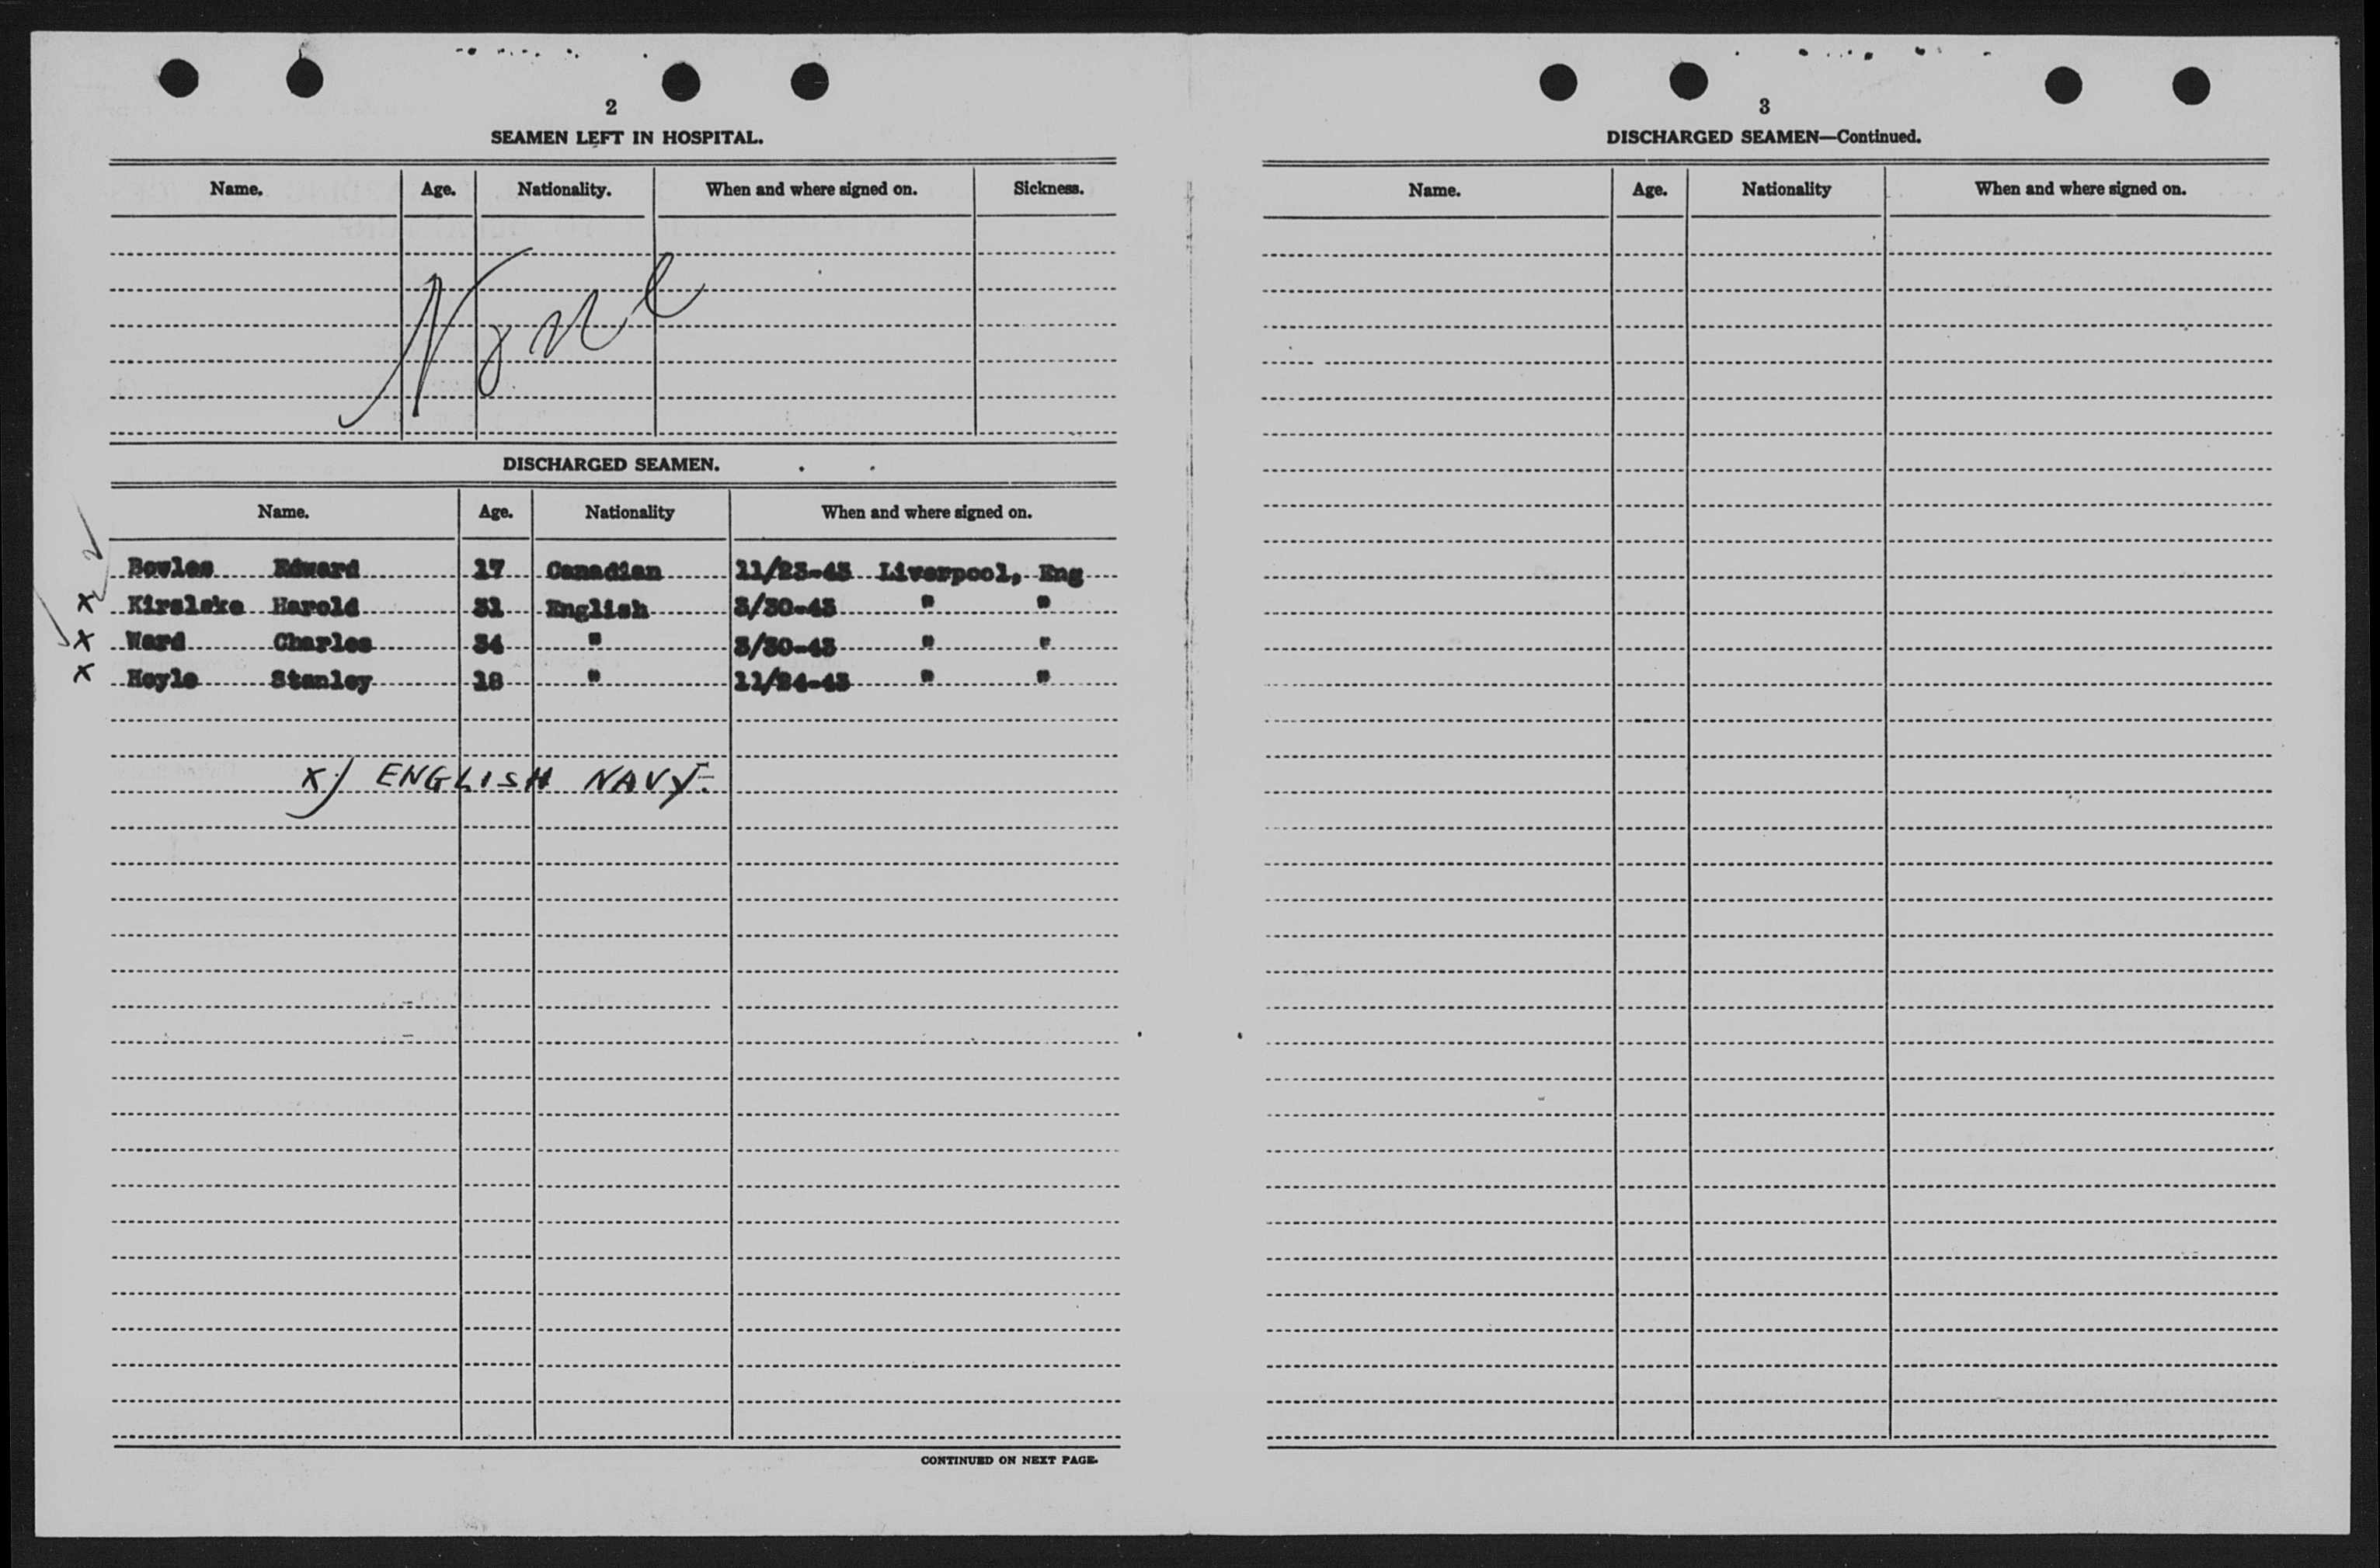 2
SEAMEN LEFT IN HOSPITAL.
Name. Age. Nationality. When and where signed on. Sickness.
None
DISCHARGED SEAMEN.
Name. Age. Nationality When and where signed on.
Bowles Edward 17 Canadian 11/23-43 Liverpool, Eng
X Harold 31 English 3/30-43 " "
X Ward Charles 34 " 3/30-43 " "
X Hoyle Stanley 18 " 11/24-43 " "
X) ENGLISH NAVY
CONTINUED ON NEXT PAGE.
3
DISCHARGED SEAMEN—Continued.
Name. Age. Nationality When and where signed on.